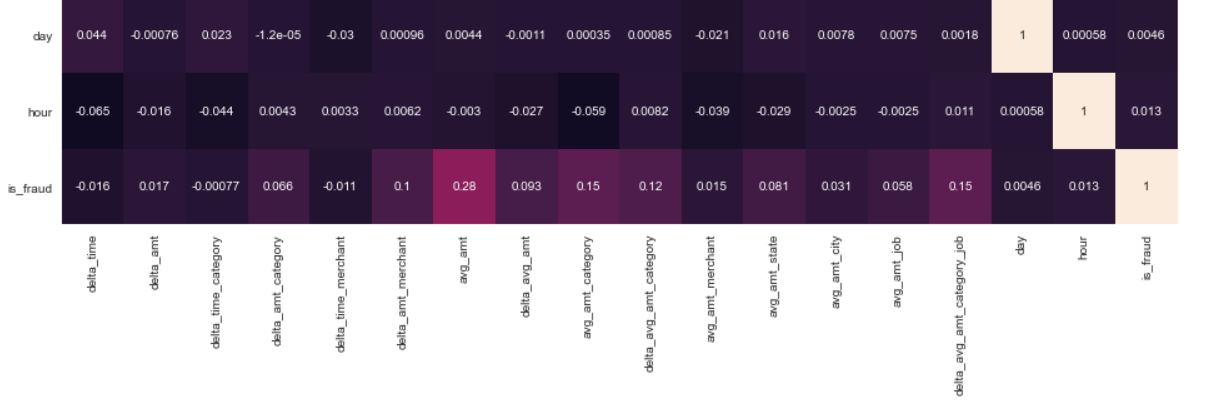 day 0.044 -0.00076 0.023 -1.2e-05 -0.03 0.00096 0.0044 -0.0011 0.00035 0.00085 -0.021 0.016 0.0078 0.0075 0.0018 1 0.00058 0.0046
hour -0.065 -0.016 -0.044 0.0043 0.0033 0.0062 -0.003 -0.027 -0.059 0.0082 -0.039 -0.029 -0.0025 -0.0025 0.011 0.00058 1 0.013
is_fraud -0.016 0.017 -0.00077 0.066 -0.011 0.1 0.28 0.093 0.15 0.12 0.015 0.081 0.031 0.058 0.15 0.0046 0.013 1
delta_time
delta_amt
delta_time_category
delta_amt_category
delta_time_merchant
delta_amt_merchant
avg_amt
delta_avg_amt
avg_amt_category
delta_avg_amt_category
avg_amt_merchant
avg_amt_state
avg_amt_city
avg_amt_job
delta_avg_amt_category_job
day
hour
is_fraud